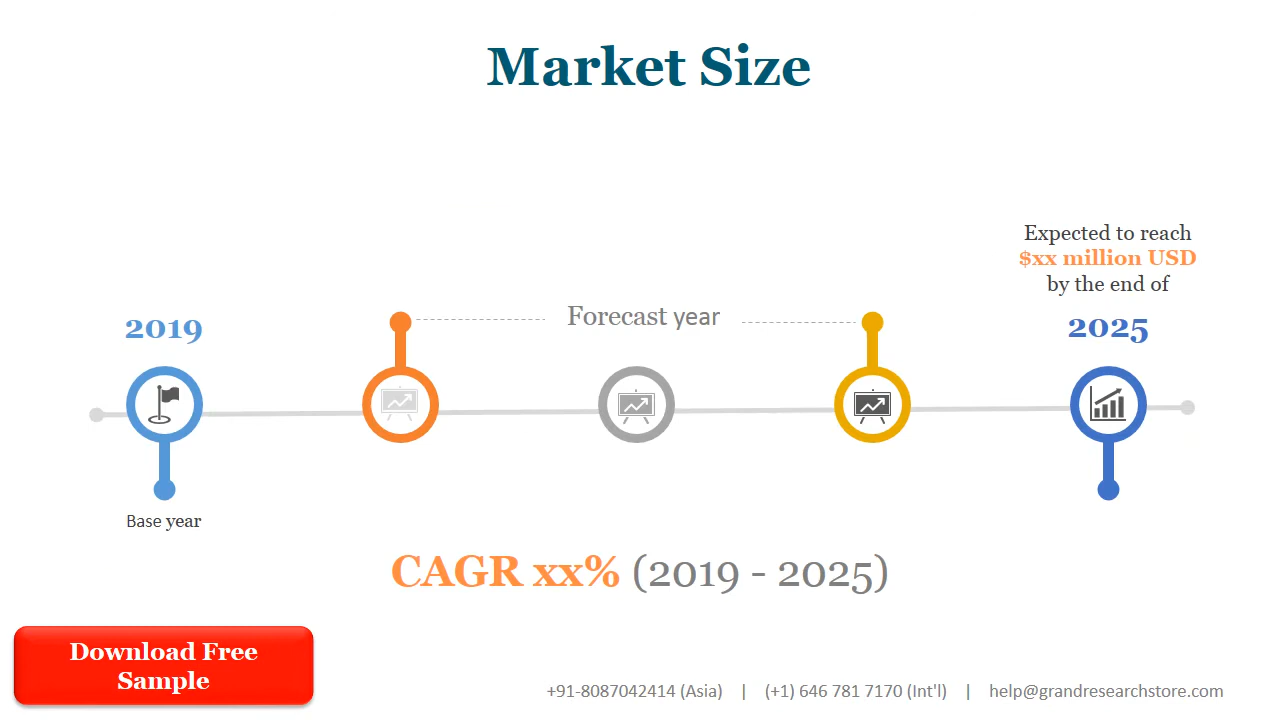 Market Size
Expected to reach
$xx million USD
by the end of
2019
Forecast year
2025
Base year
CAGR xx% (2019 - 2025)
Download Free
Sample
+91-8087042414 (Asia) | (+1) 646 781 7170 (Int'l) | help@grandresearchstore.com